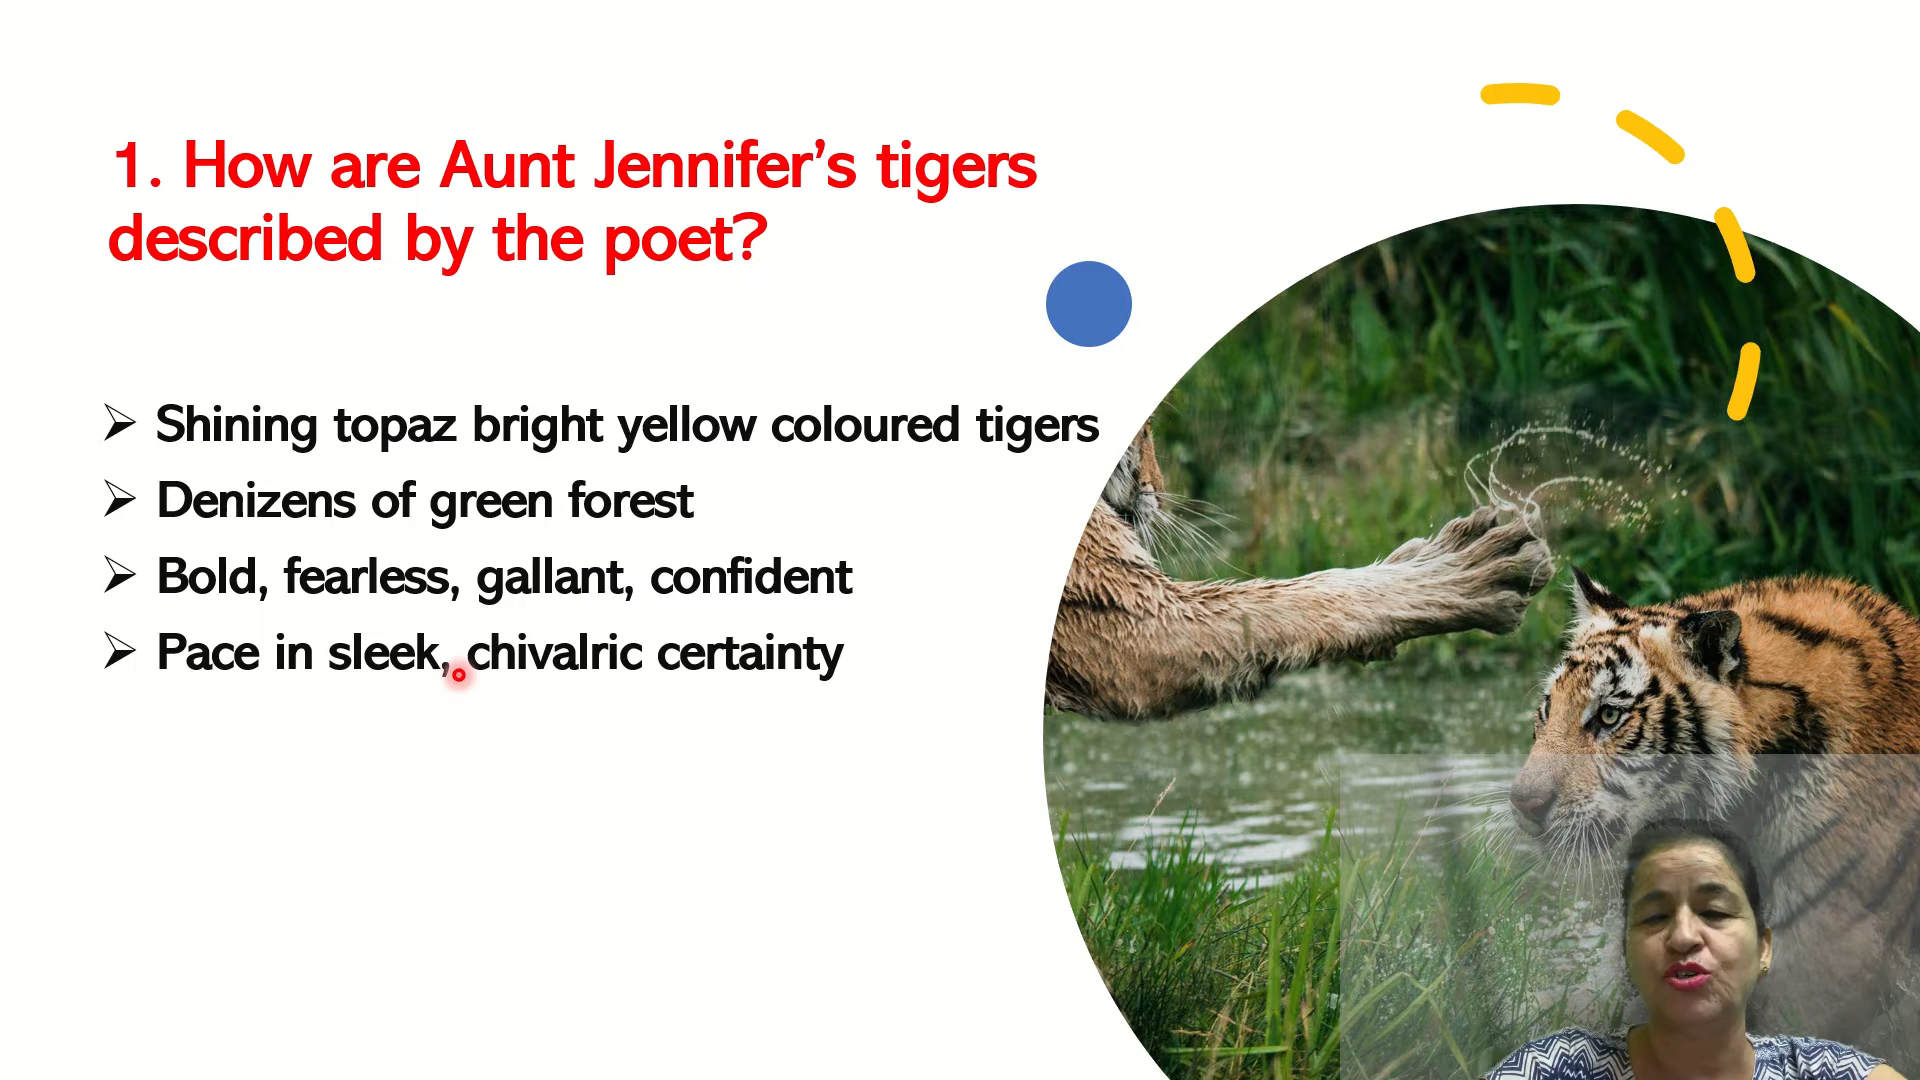 1. How are Aunt Jennifer’s tigers
described by the poet?
➢ Shining topaz bright yellow coloured tigers
➢ Denizens of green forest
➢ Bold, fearless, gallant, confident
➢ Pace in sleek, chivalric certainty